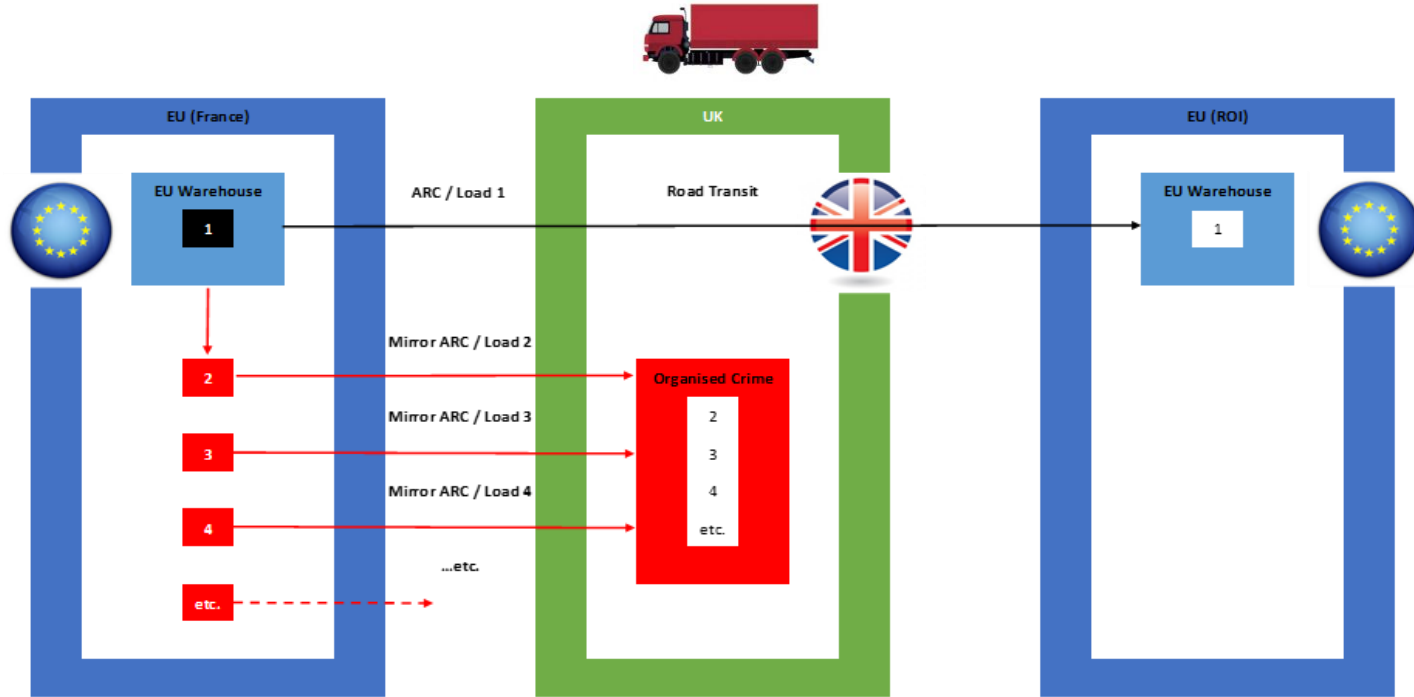 EU (France)
UK
EU (ROI)
EU Warehouse
1
ARC / Load 1
Road Transit
EU Warehouse
1
Mirror ARC / Load 2
2
Organised Crime
2
Mirror ARC / Load 3
3
3
Mirror ARC / Load 4
4
4
etc.
...etc.
etc.